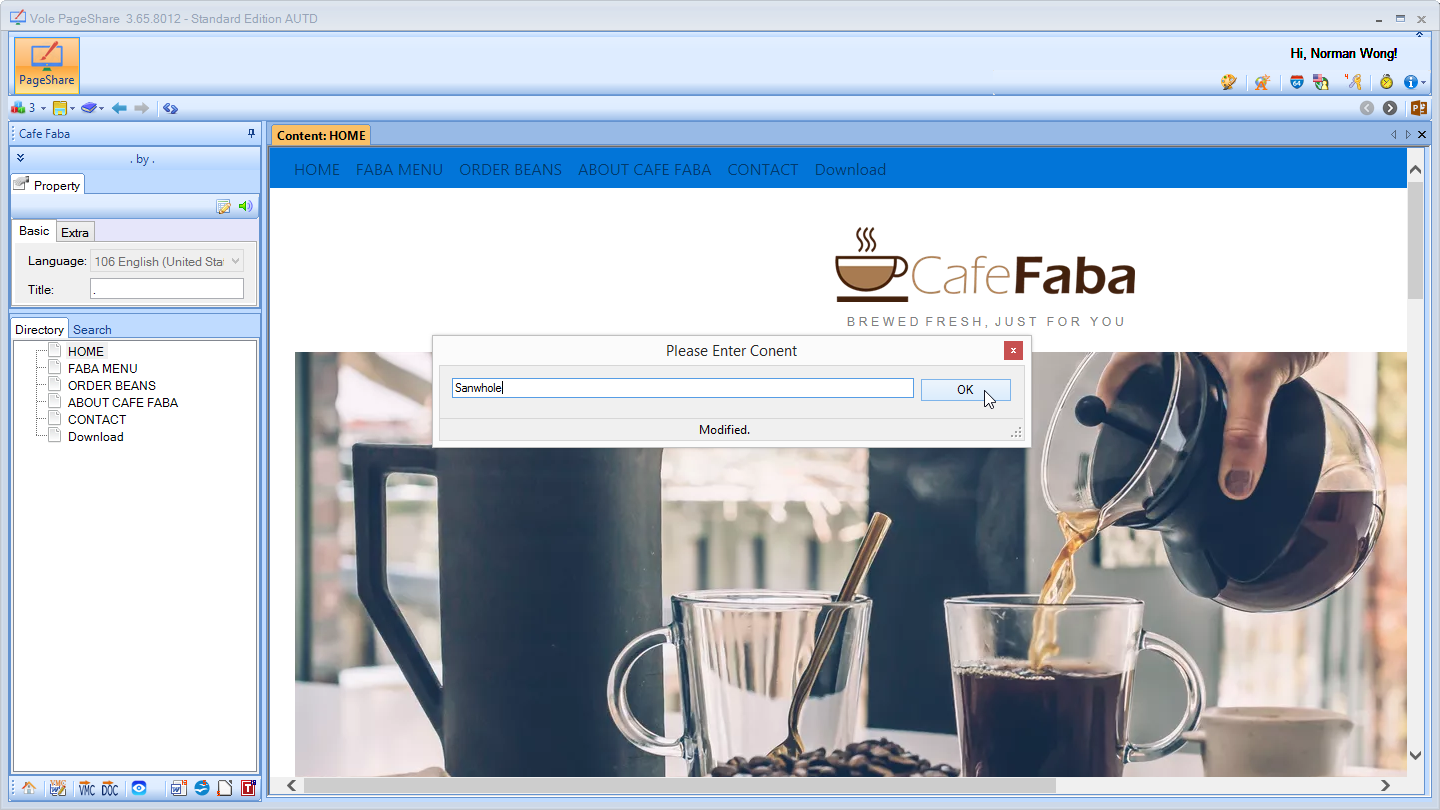 Vole PageShare 3.65.8012 - Standard Edition AUTD
PageShare
Hi, Norman Wong!
3
Cafe Faba
. by .
Property
Basic
Extra
Language:
106 English (United Sta
Title:
.
Directory
Search
HOME
FABA MENU
ORDER BEANS
ABOUT CAFE FABA
CONTACT
Download
VMC
DOC
Content: HOME
HOME FABA MENU ORDER BEANS ABOUT CAFE FABA CONTACT Download
CafeFaba
BREWED FRESH, JUST FOR YOU
Please Enter Conent
Sanwhole
OK
Modified.